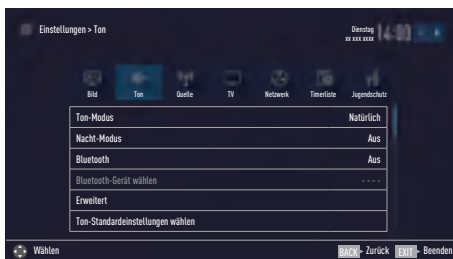 Einstellungen > Ton
Dienstag
xx xxx xxxx
14:00
Bild Ton Quelle TV Netzwerk Timerliste Jugendschutz
Ton-Modus Natürlich
Nacht-Modus Aus
Bluetooth Aus
Bluetooth-Gerät wählen ----
Erweitert
Ton-Standardeinstellungen wählen
Wählen BACK - Zurück EXIT - Beenden